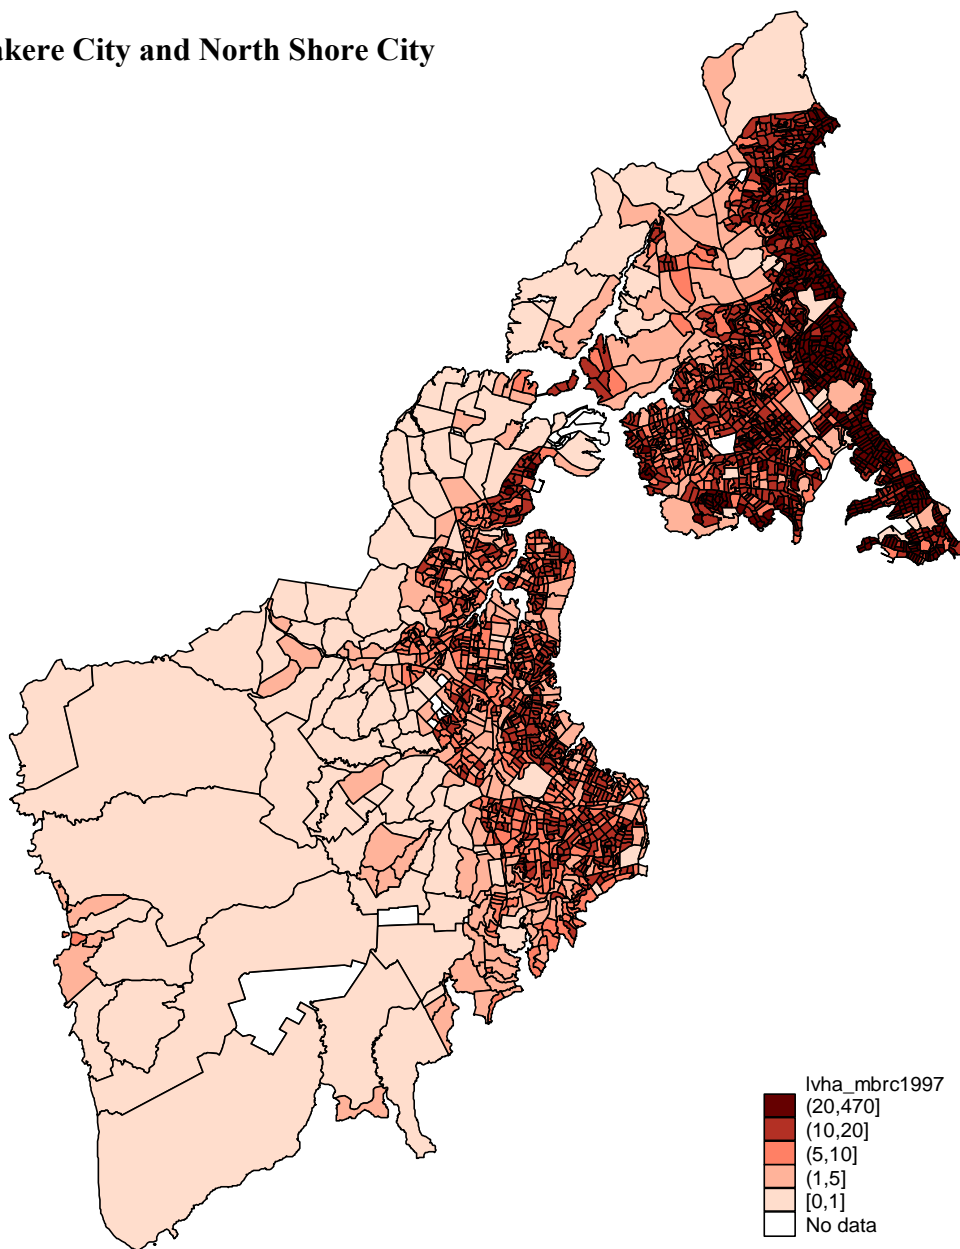 akere City and North Shore City
lvha_mbrc1997
(20,470]
(10,20]
(5,10]
(1,5]
[0,1]
No data